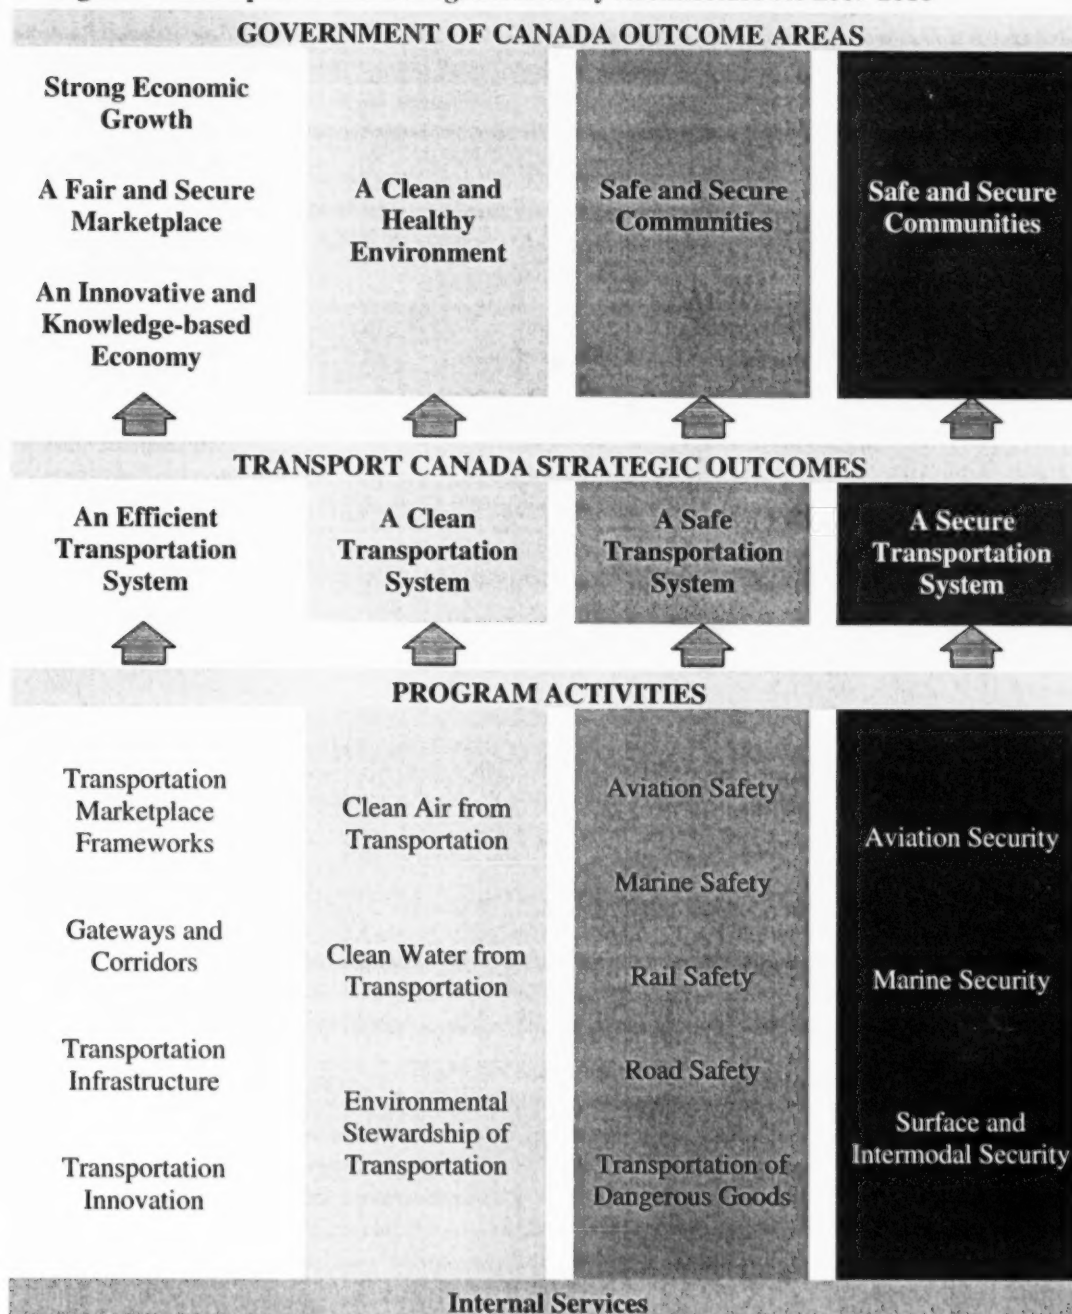 GOVERNMENT OF CANADA OUTCOME AREAS
Strong Economic
Growth
A Fair and Secure
Marketplace
An Innovative and
Knowledge-based
Economy
A Clean and
Healthy
Environment
Safe and Secure
Communities
Safe and Secure
Communities
TRANSPORT CANADA STRATEGIC OUTCOMES
An Efficient
Transportation
System
A Clean
Transportation
System
A Safe
Transportation
System
A Secure
Transportation
System
PROGRAM ACTIVITIES
Transportation
Marketplace
Frameworks
Gateways and
Corridors
Transportation
Infrastructure
Transportation
Innovation
Clean Air from
Transportation
Clean Water from
Transportation
Environmental
Stewardship of
Transportation
Aviation Safety
Marine Safety
Rail Safety
Road Safety
Transportation of
Dangerous Goods
Aviation Security
Marine Security
Surface and
Intermodal Security
Internal Services